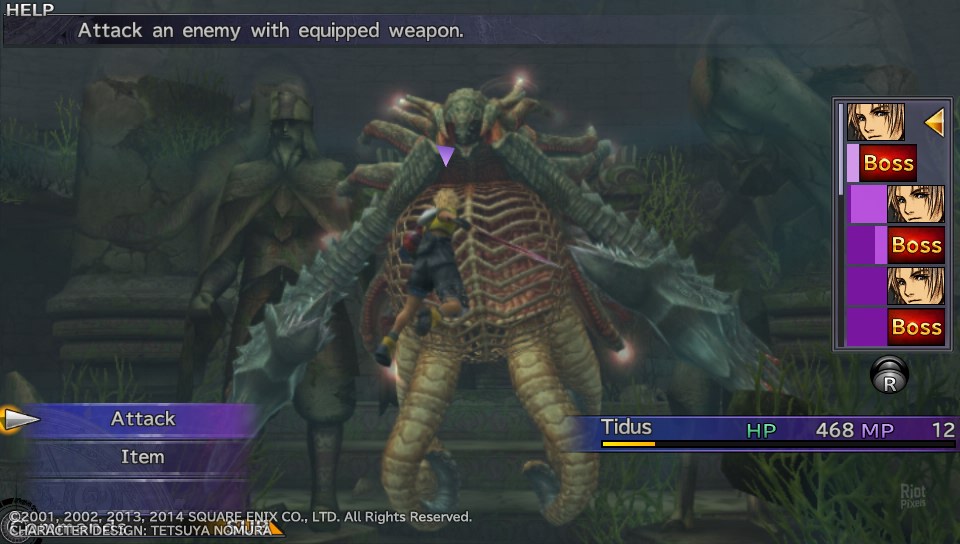 HELP
Attack an enemy with equipped weapon.
Boss
Boss
Boss
R
Attack
Item
Tidus HP 468 MP 12
©2001, 2002, 2013, 2014 SQUARE ENIX CO., LTD. All Rights Reserved.
CHARACTER DESIGN: TETSUYA NOMURA
Riot
Pixels